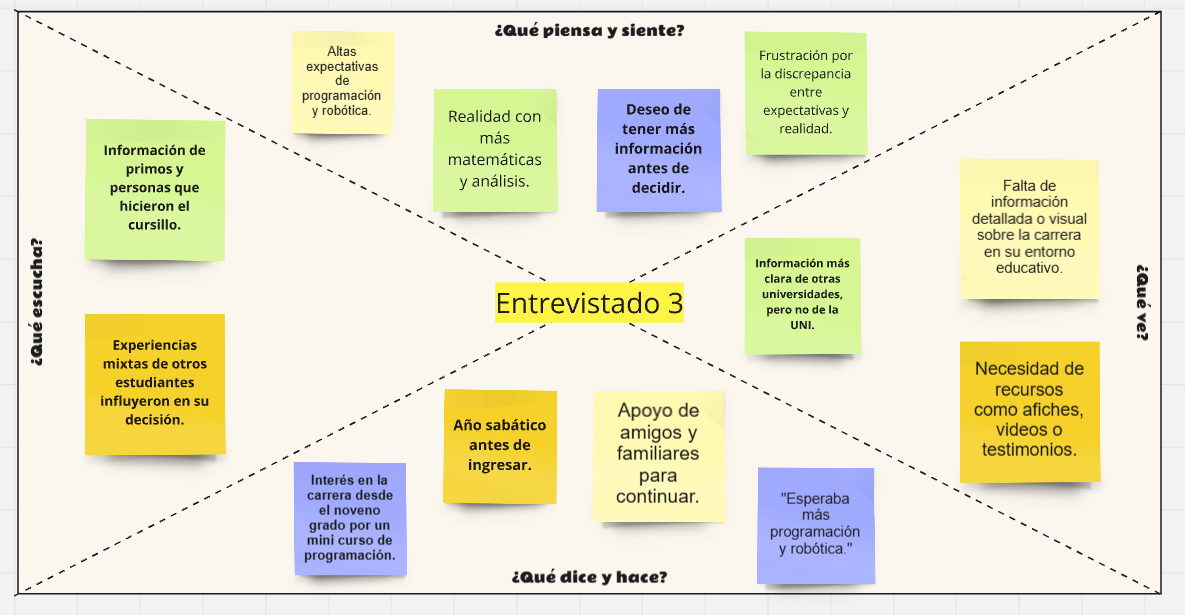 ¿Qué piensa y siente?
Altas
expectativas
de
programación
y robótica.
Realidad con
más
matemáticas
y análisis.
Deseo de
tener más
información
antes de
decidir.
Frustración por
la discrepancia
entre
expectativas y
realidad.
¿Qué escucha?
Información de
primos y
personas que
hicieron el
cursillo.
Experiencias
mixtas de otros
estudiantes
influyeron en su
decisión.
Entrevistado 3
Información más
clara de otras
universidades,
pero no de la
UNI.
Falta de
información
detallada o visual
sobre la carrera
en su entorno
educativo.
Necesidad de
recursos
como afiches,
videos o
testimonios.
¿Qué ve?
Interés en la
carrera desde
el noveno
grado por un
mini curso de
programación.
Año sabático
antes de
ingresar.
Apoyo de
amigos y
familiares
para
continuar.
"Esperaba
más
programación
y robótica."
¿Qué dice y hace?